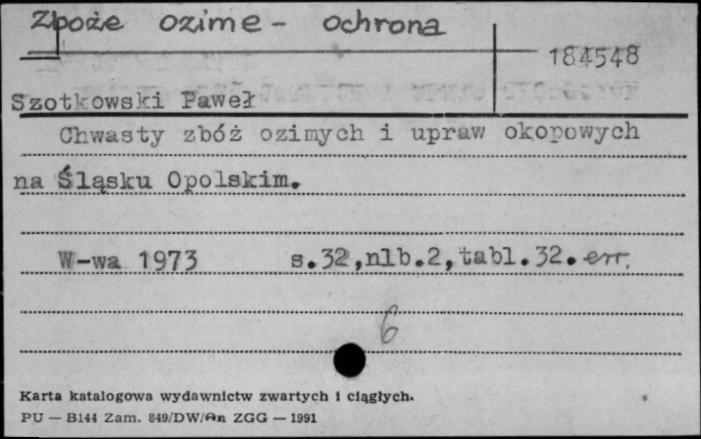 Zboże ozime - ochrona
184548
Szotkowski Paweł
Chwasty zbóż ozimych i upraw okopowych
na Śląsku Opolskim.
W-wa 1973 s.32,nlb.2,tabl.32. err.
6
Karta katalogowa wydawnictw zwartych i ciągłych.
PU — B144 Zam. 849/DW/An ZGG — 1991